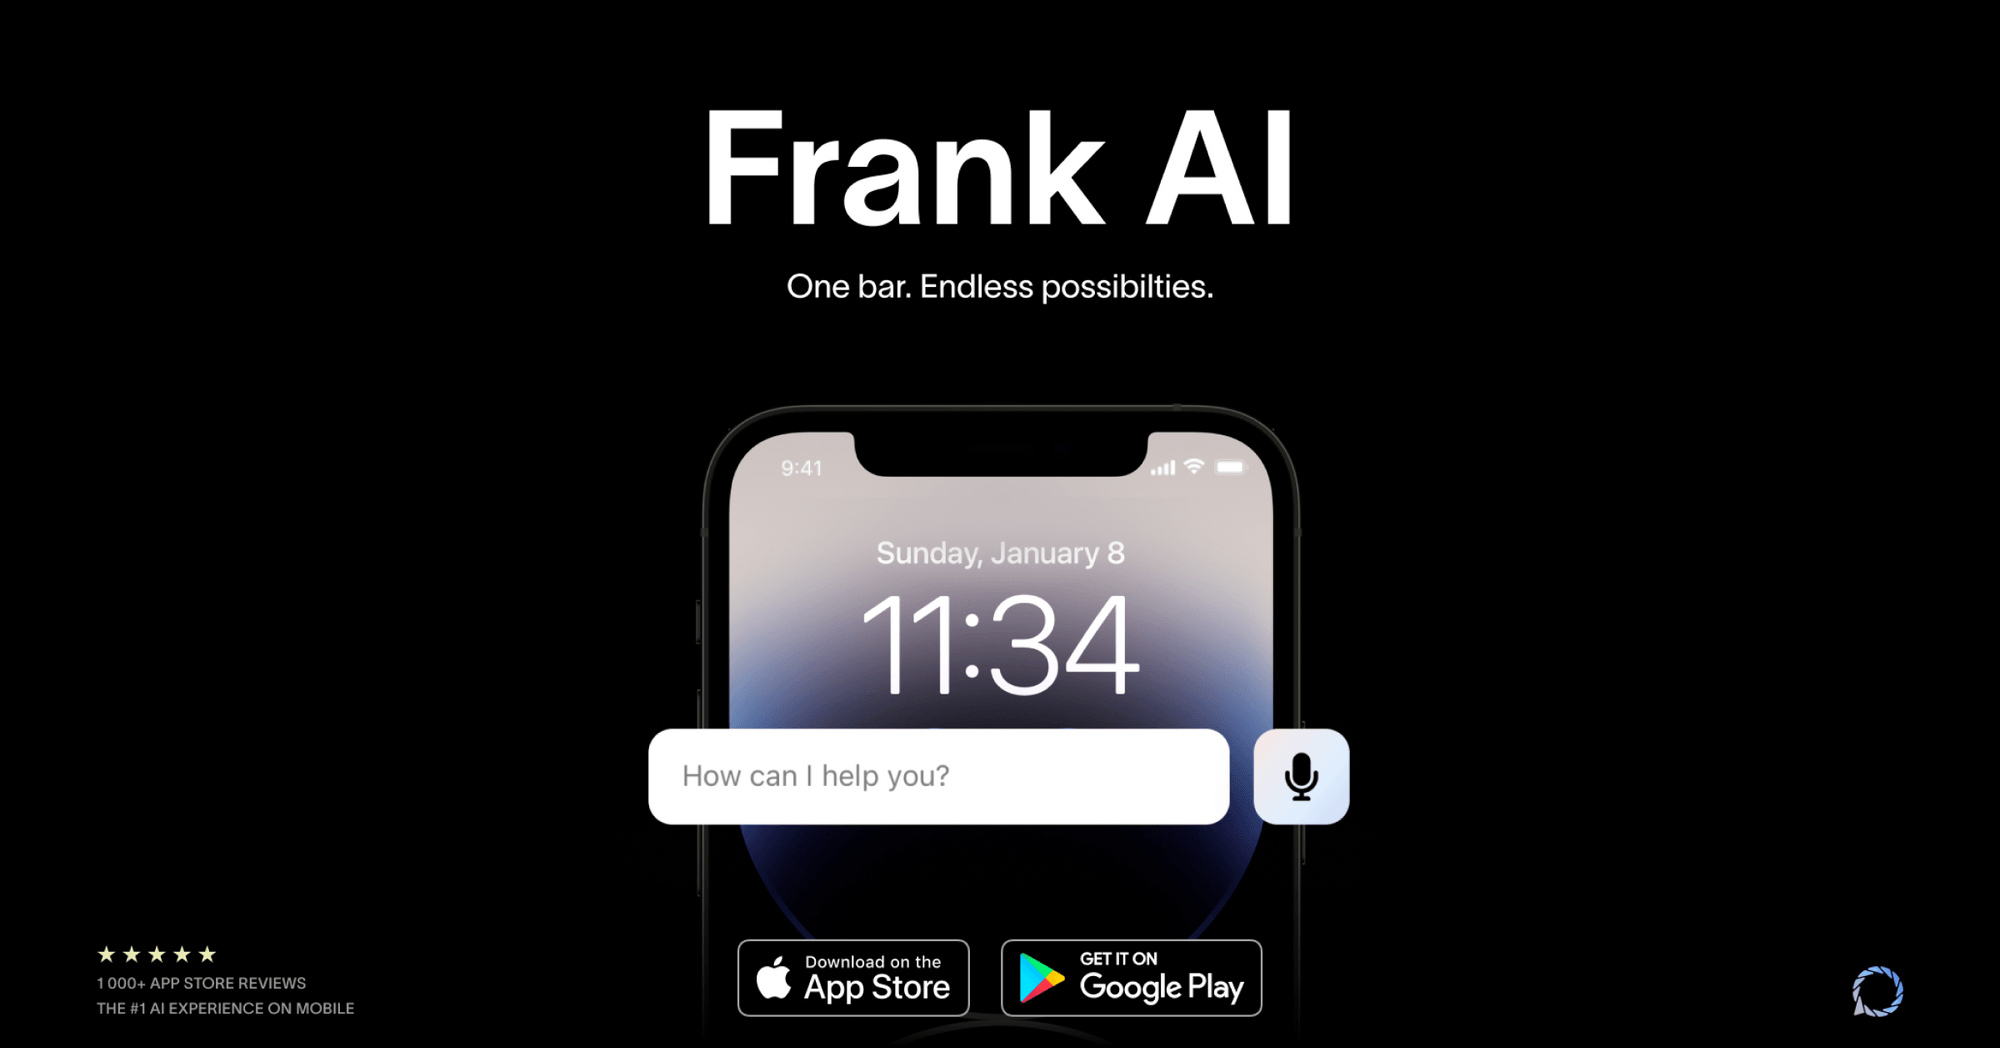 Frank AI
One bar. Endless possibilties.
9:41
Sunday, January 8
11:34
How can I help you?
★★★★★
1 000+ APP STORE REVIEWS
THE #1 AI EXPERIENCE ON MOBILE
Download on the
App Store
GET IT ON
Google Play